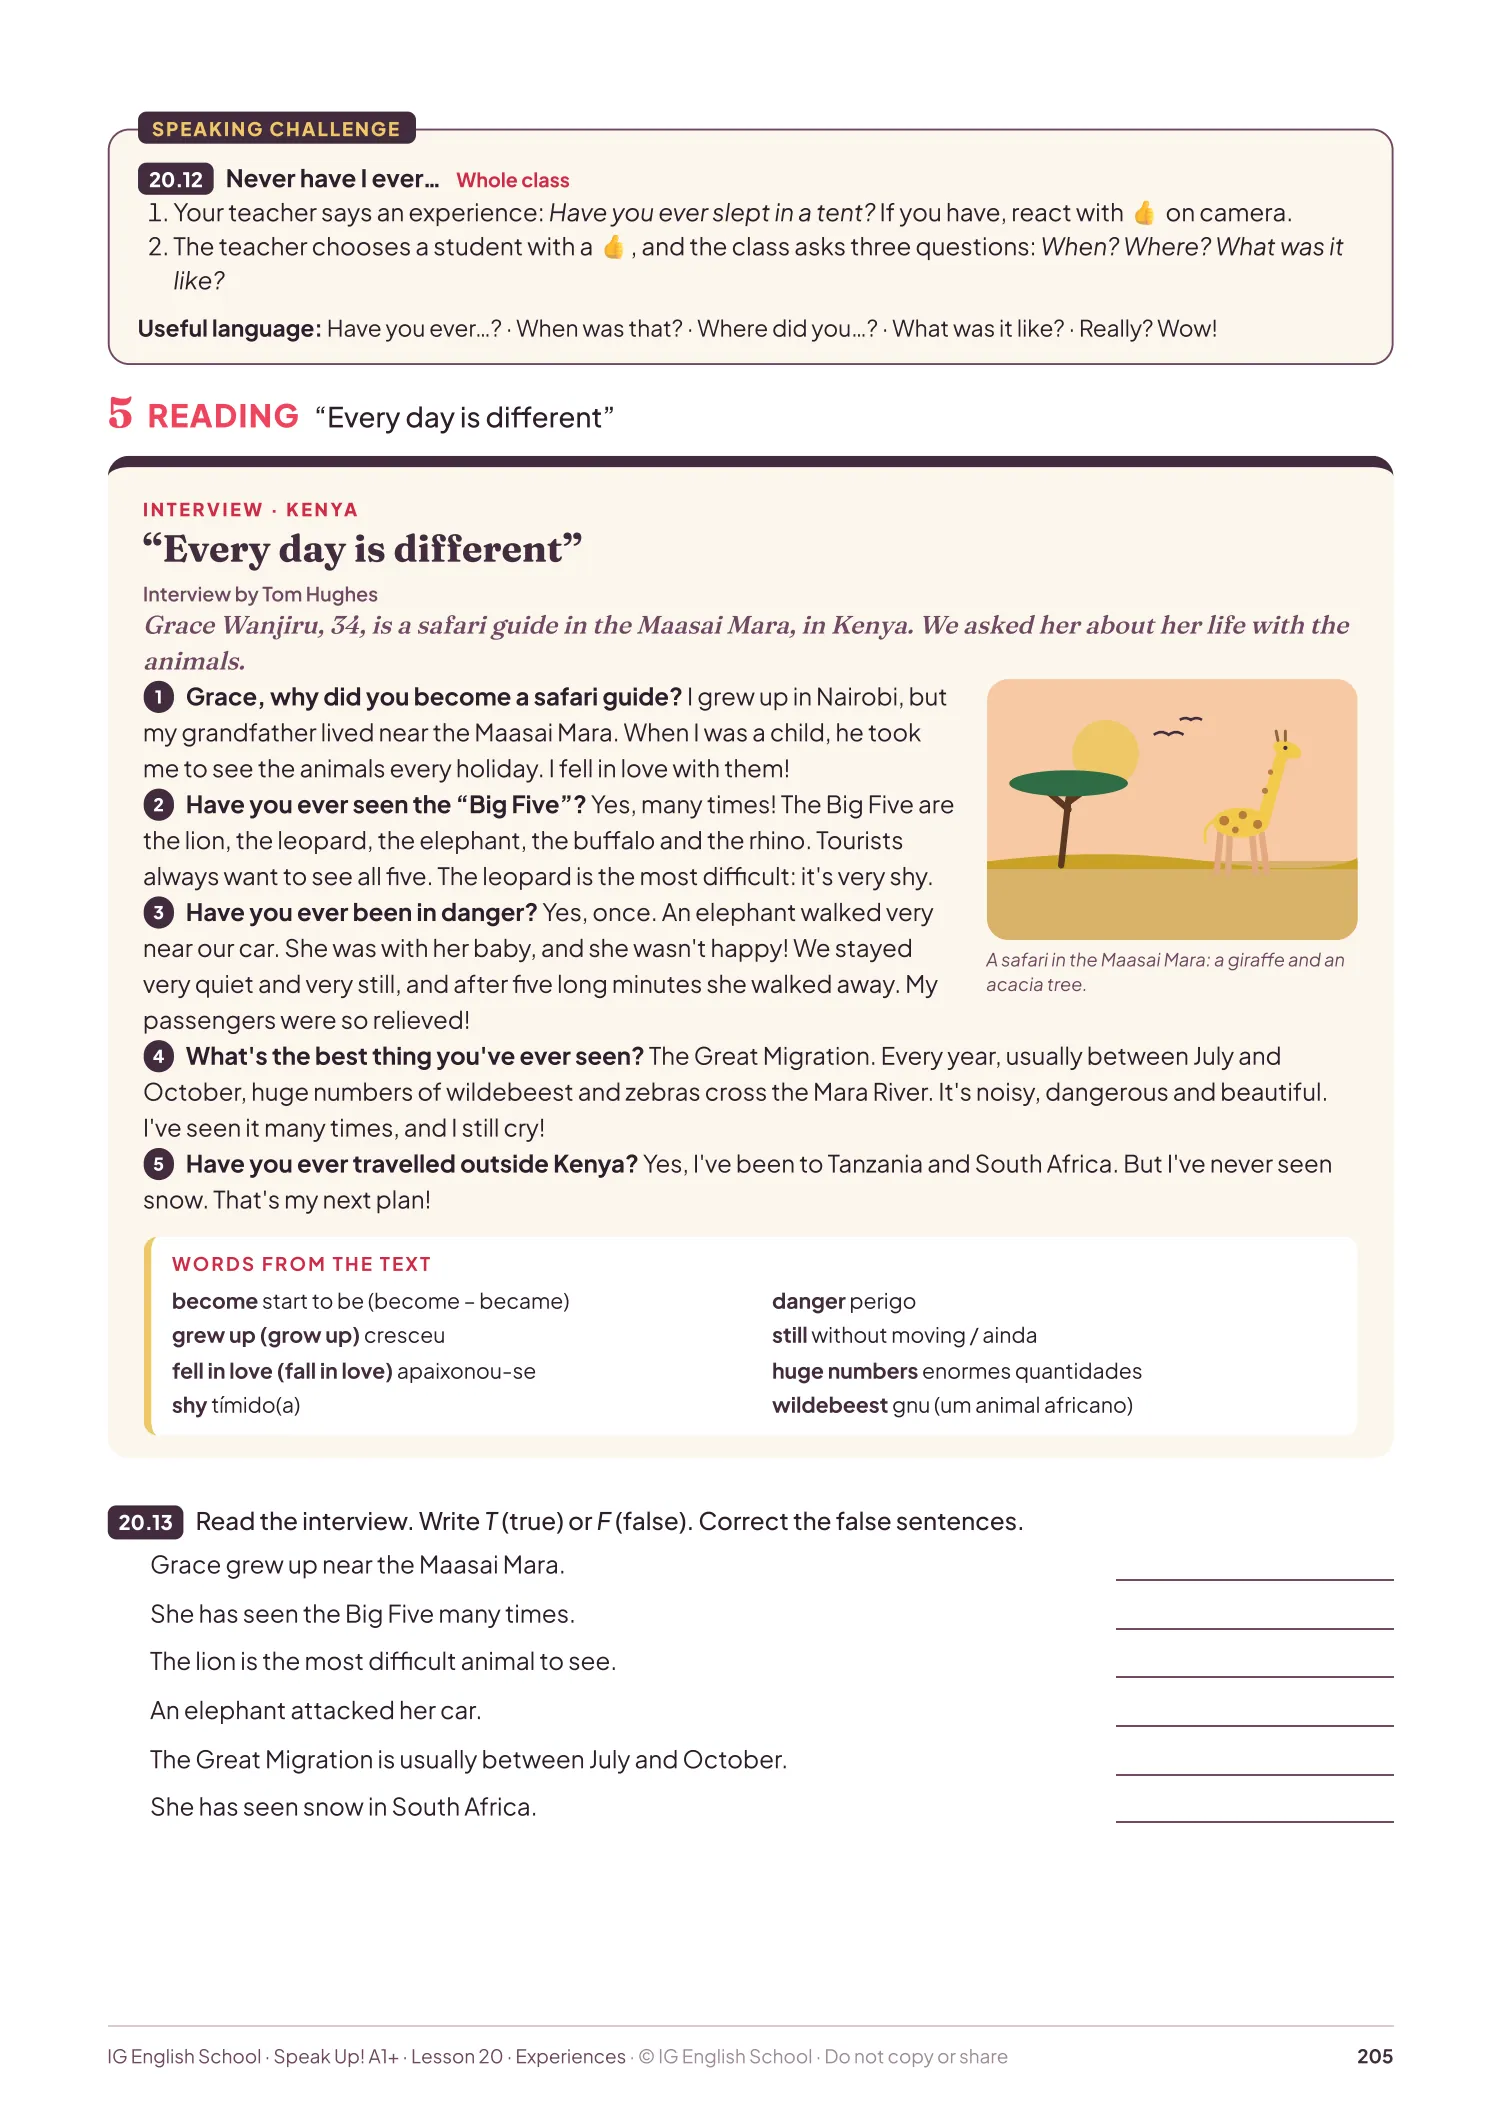 SPEAKING CHALLENGE
20.12 Never have I ever... Whole class
1. Your teacher says an experience: Have you ever slept in a tent? If you have, react with 👍 on camera.
2. The teacher chooses a student with a 👍 , and the class asks three questions: When? Where? What was it
like?
Useful language: Have you ever...? · When was that? · Where did you...? · What was it like? · Really? Wow!
5 READING “Every day is different”
INTERVIEW · KENYA
“Every day is different”
Interview by Tom Hughes
Grace Wanjiru, 34, is a safari guide in the Maasai Mara, in Kenya. We asked her about her life with the
animals.
1 Grace, why did you become a safari guide? I grew up in Nairobi, but
my grandfather lived near the Maasai Mara. When I was a child, he took
me to see the animals every holiday. I fell in love with them!
2 Have you ever seen the “Big Five”? Yes, many times! The Big Five are
the lion, the leopard, the elephant, the buffalo and the rhino. Tourists
always want to see all five. The leopard is the most difficult: it's very shy.
3 Have you ever been in danger? Yes, once. An elephant walked very
near our car. She was with her baby, and she wasn't happy! We stayed
very quiet and very still, and after five long minutes she walked away. My
passengers were so relieved!
A safari in the Maasai Mara: a giraffe and an
acacia tree.
4 What's the best thing you've ever seen? The Great Migration. Every year, usually between July and
October, huge numbers of wildebeest and zebras cross the Mara River. It's noisy, dangerous and beautiful.
I've seen it many times, and I still cry!
5 Have you ever travelled outside Kenya? Yes, I've been to Tanzania and South Africa. But I've never seen
snow. That's my next plan!
WORDS FROM THE TEXT
become start to be (become – became)
grew up (grow up) cresceu
fell in love (fall in love) apaixonou-se
shy tímido(a)
danger perigo
still without moving / ainda
huge numbers enormes quantidades
wildebeest gnu (um animal africano)
20.13 Read the interview. Write T (true) or F (false). Correct the false sentences.
Grace grew up near the Maasai Mara.
She has seen the Big Five many times.
The lion is the most difficult animal to see.
An elephant attacked her car.
The Great Migration is usually between July and October.
She has seen snow in South Africa.
IG English School · Speak Up! A1+ · Lesson 20 · Experiences · © IG English School · Do not copy or share
205